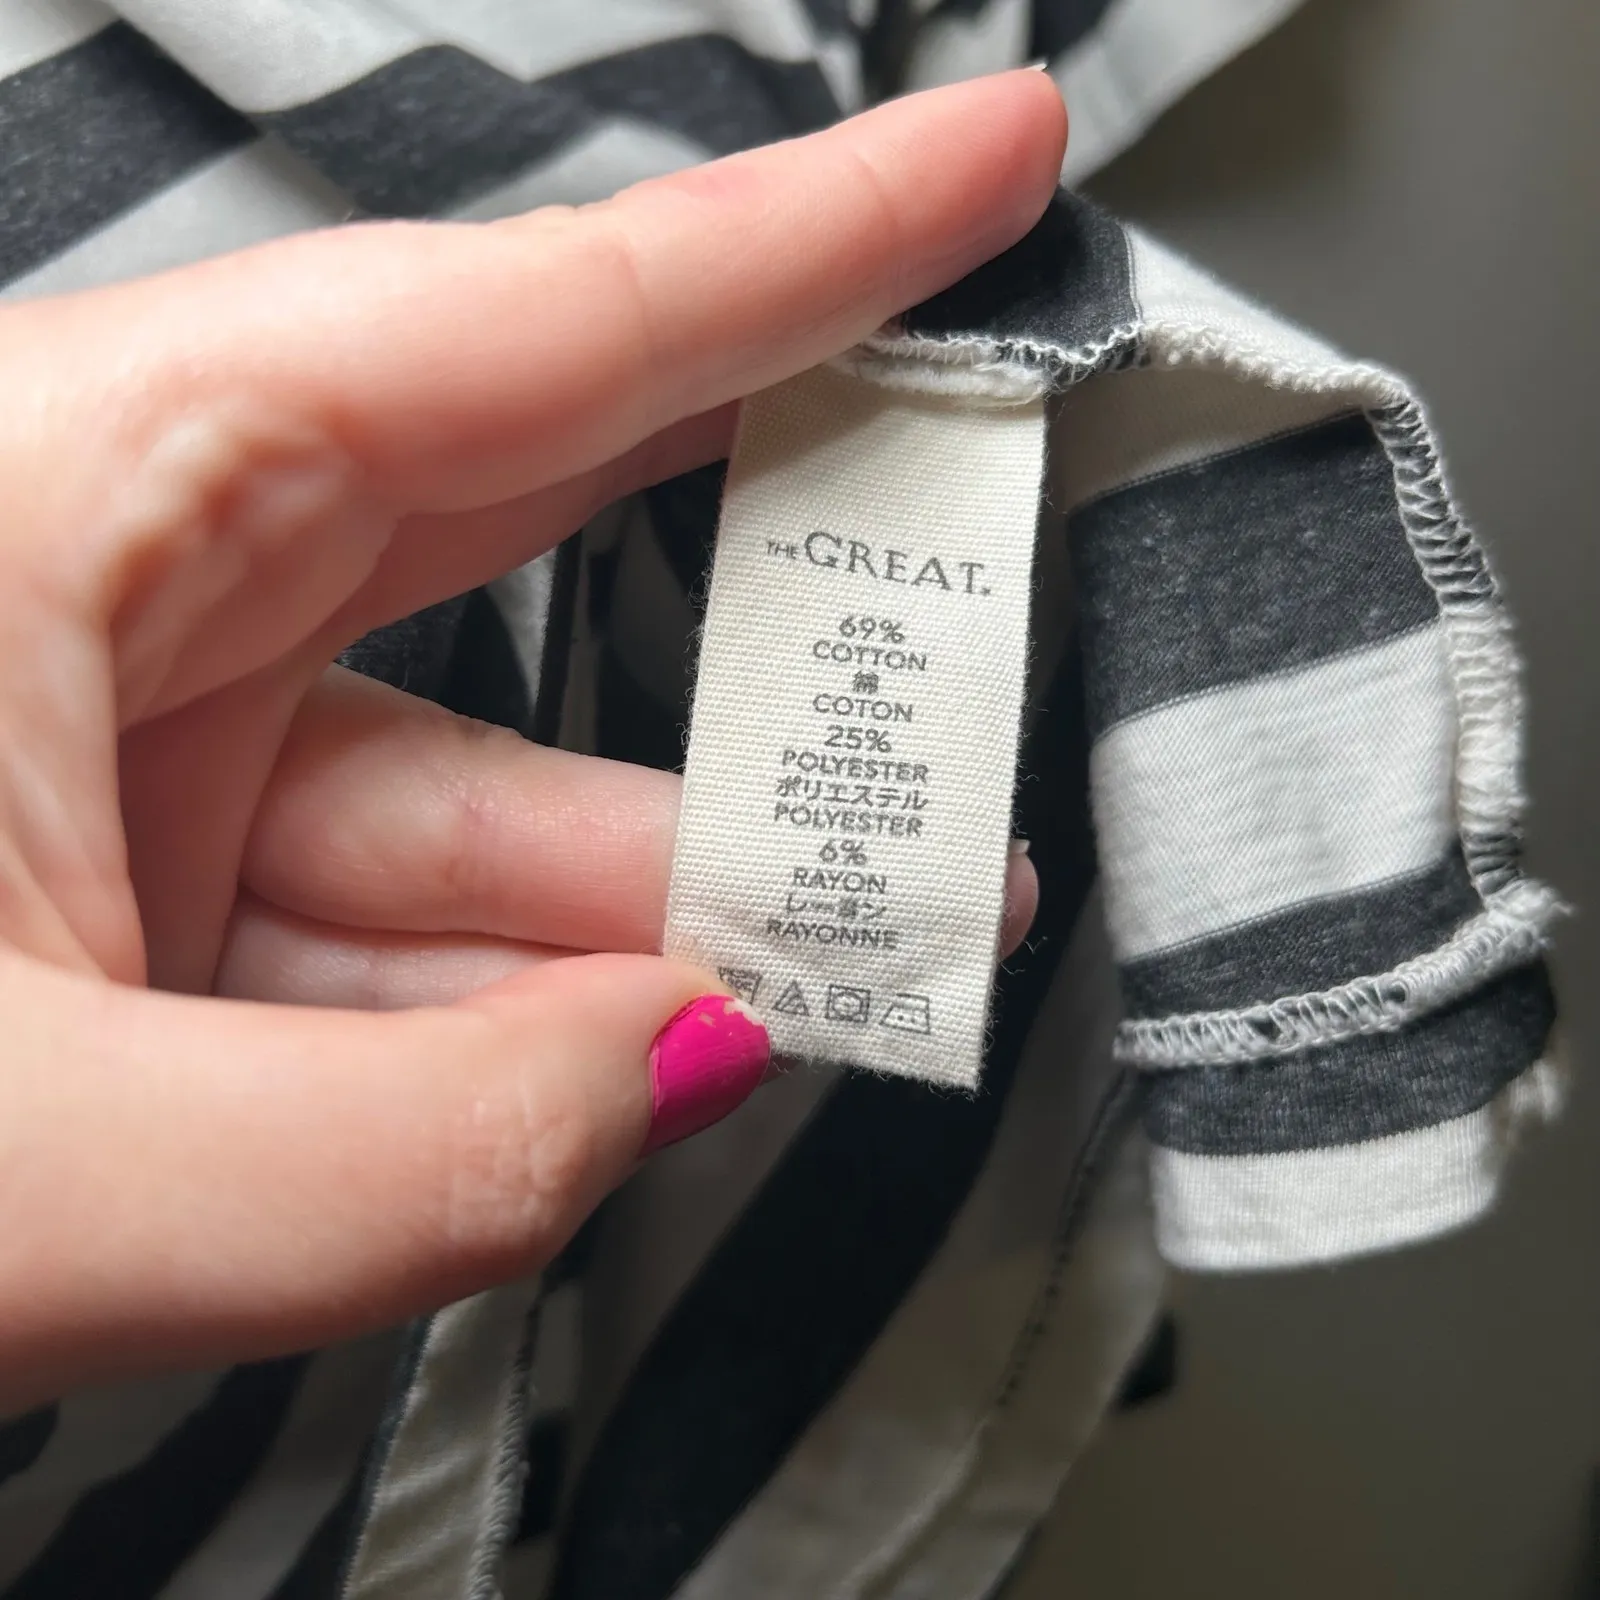 THE GREAT.
69%
COTTON
綿
COTON
25%
POLYESTER
ポリエステル
POLYESTER
6%
RAYON
レーヨン
RAYONNE